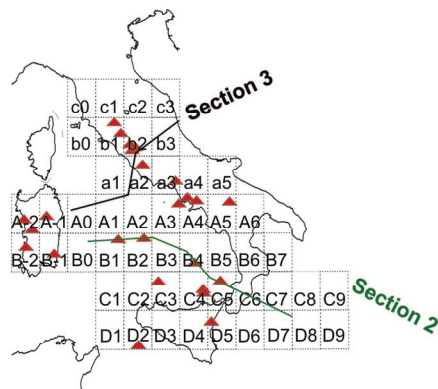 c0 c1 c2 c3
Section 3
b0 b1 b2 b3
a1 a2 a3 a4 a5
A-2 A-1 A0 A1 A2 A3 A4 A5 A6
B-2 B-1 B0 B1 B2 B3 B4 B5 B6 B7
C1 C2 C3 C4 C5 C6 C7 C8 C9
Section 2
D1 D2 D3 D4 D5 D6 D7 D8 D9